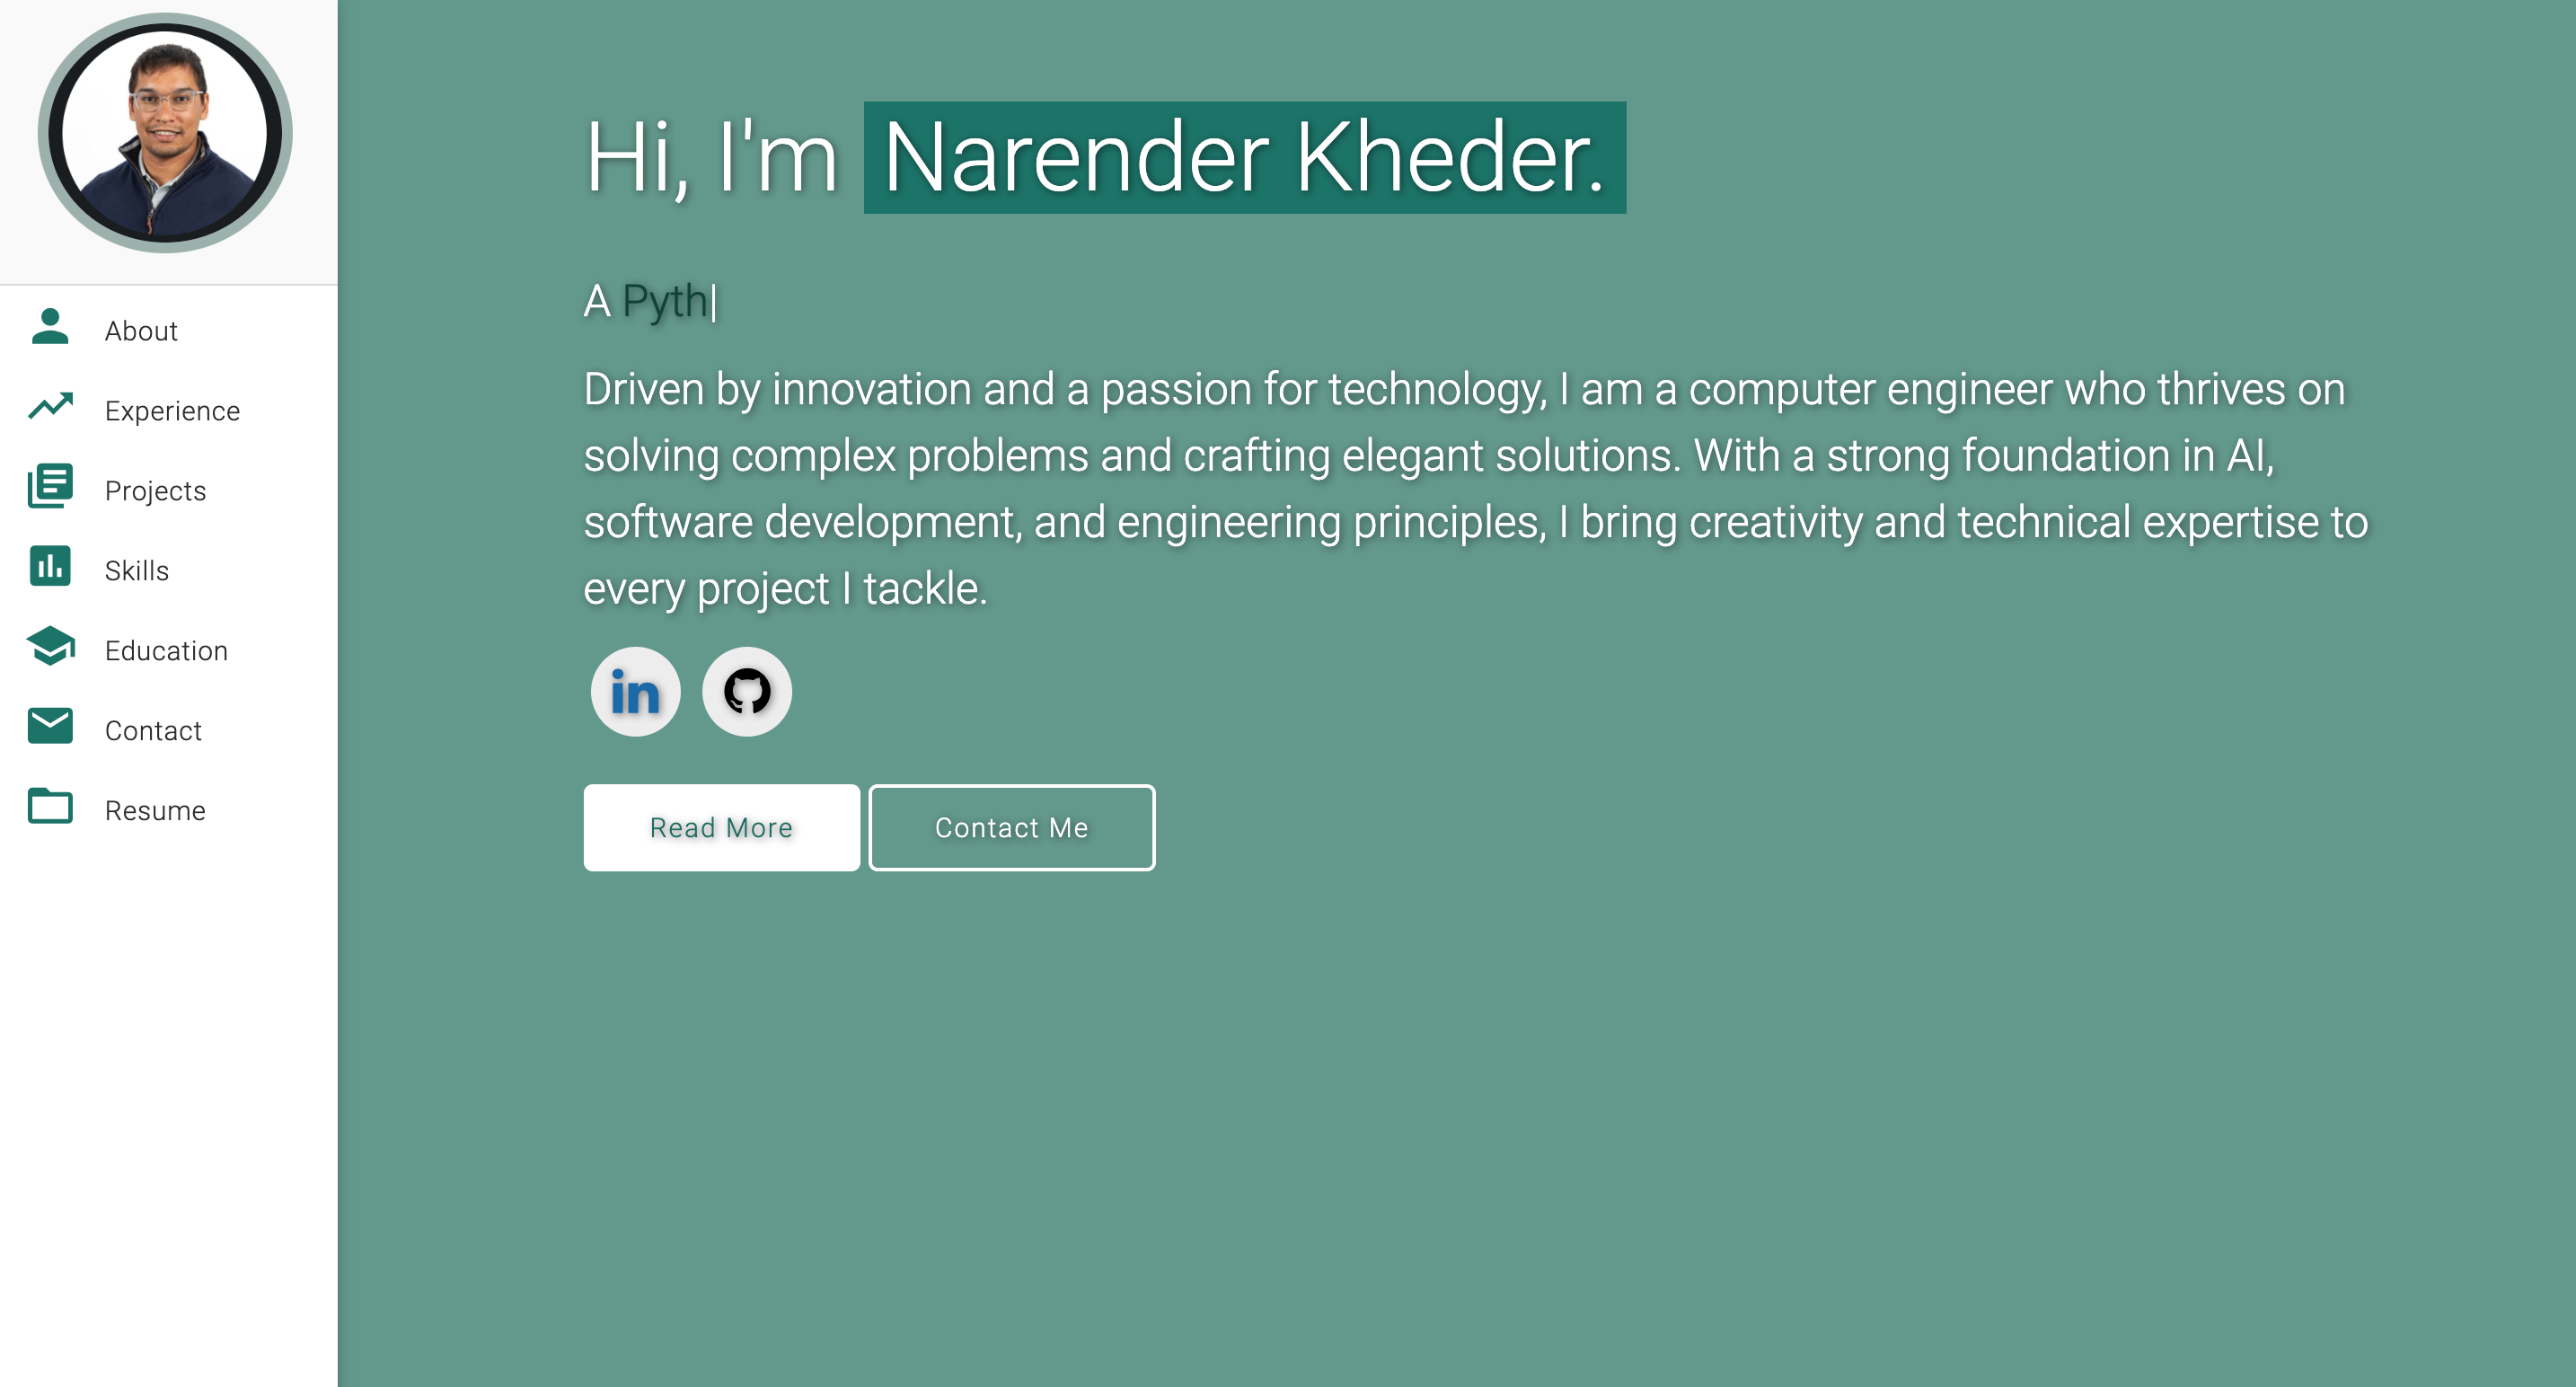 Hi, I'm Narender Kheder.
A Pyth|
Driven by innovation and a passion for technology, I am a computer engineer who thrives on
solving complex problems and crafting elegant solutions. With a strong foundation in AI,
software development, and engineering principles, I bring creativity and technical expertise to
every project I tackle.
in
Read More
Contact Me
About
Experience
Projects
Skills
Education
Contact
Resume